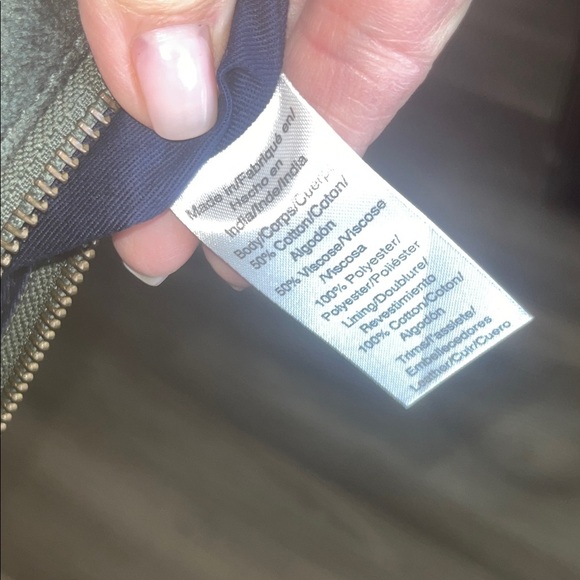 Made in/Fabriqué en/
Hecho en
India/Inde/India
Body/Corps/Cuerpo
50% Cotton/Coton/
Algodón
50% Viscose/Viscose
/Viscosa
100% Polyester/
Polyester/Poliéster
Lining/Doublure/
Revestimiento
100% Cotton/Coton/
Algodón
Trims/l'assiete/
Embellecedores
Leather/Cuir/Cuero